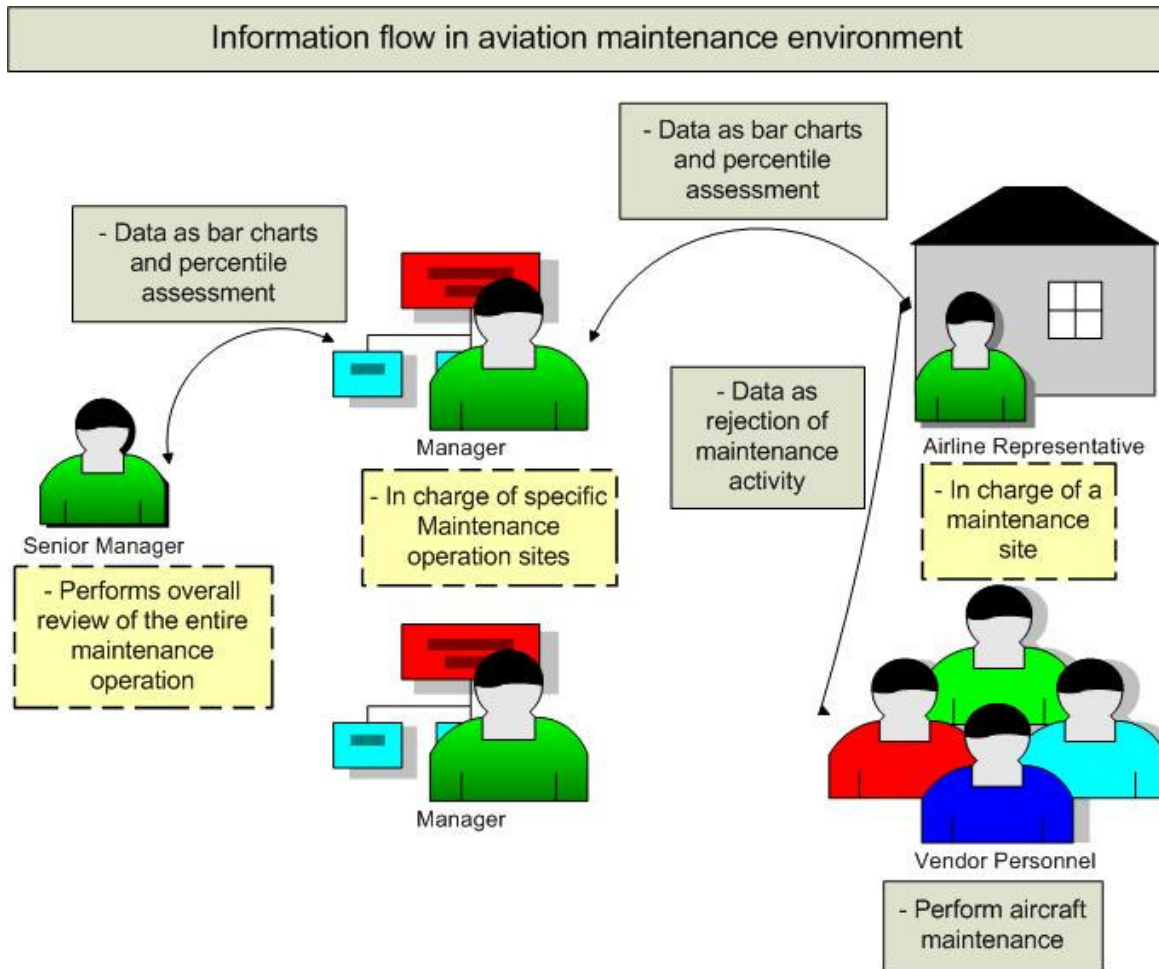 Information flow in aviation maintenance environment
- Data as bar charts
and percentile
assessment
- Data as bar charts
and percentile
assessment
- Data as
rejection of
maintenance
activity
Manager
- In charge of specific
Maintenance
operation sites
Airline Representative
- In charge of a
maintenance
site
Senior Manager
- Performs overall
review of the entire
maintenance
operation
Manager
Vendor Personnel
- Perform aircraft
maintenance